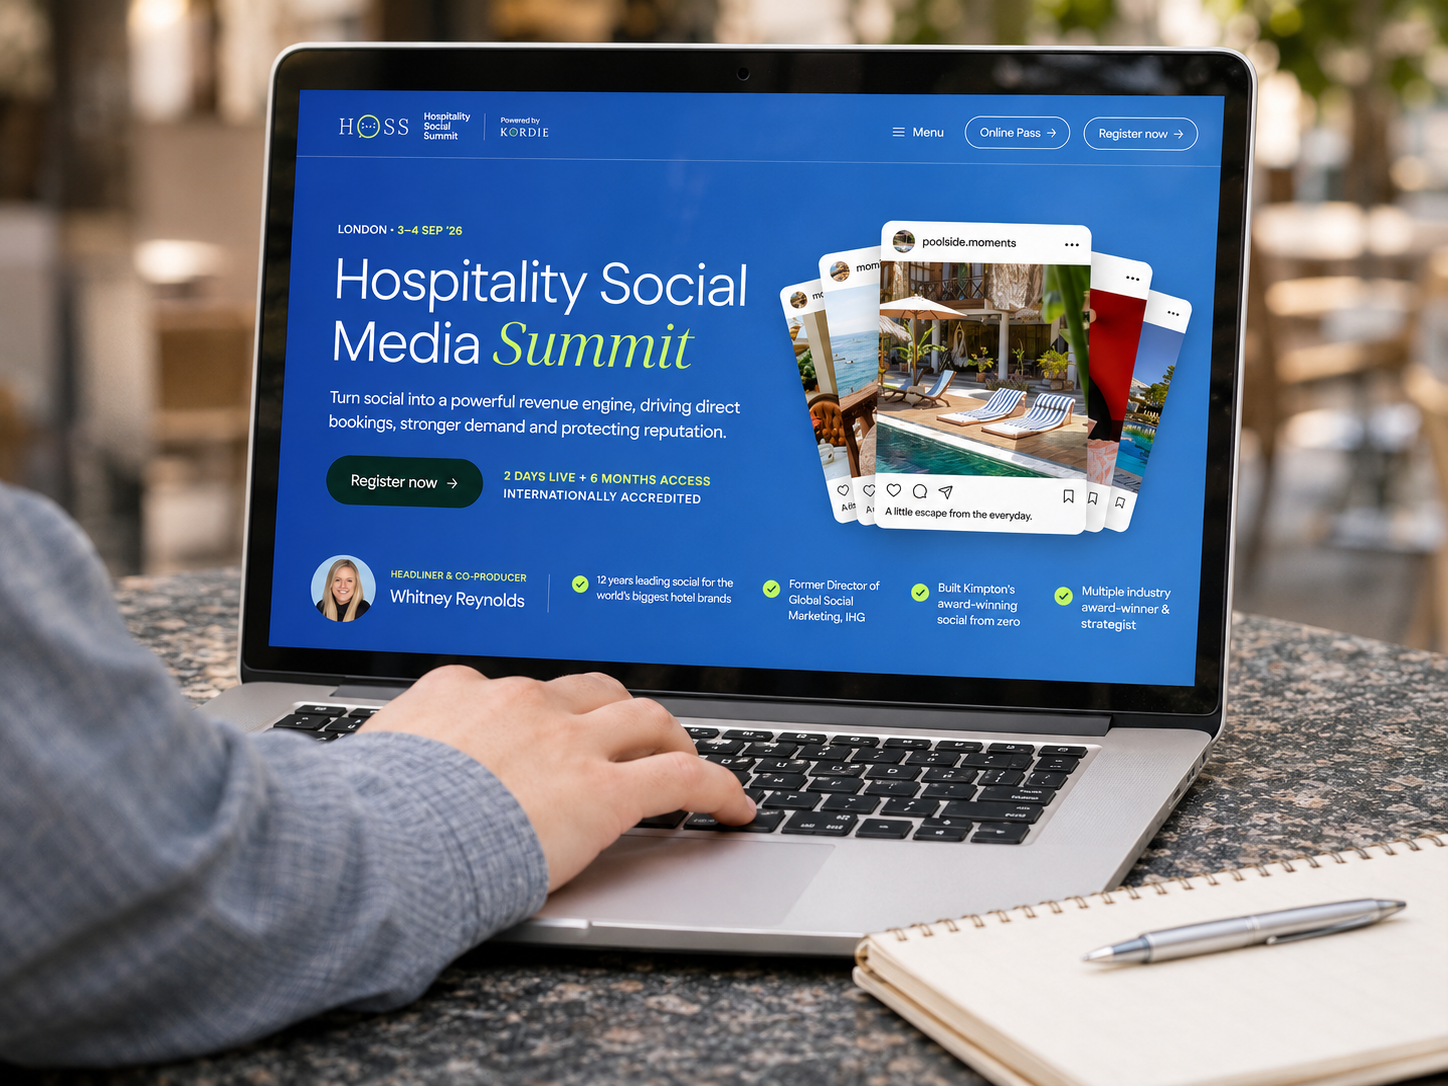 HOSS
Hospitality
Social
Summit
Powered by
KORDIE
Menu
Online Pass →
Register now →
LONDON • 3–4 SEP '26
Hospitality Social
Media Summit
Turn social into a powerful revenue engine, driving direct
bookings, stronger demand and protecting reputation.
Register now →
2 DAYS LIVE + 6 MONTHS ACCESS
INTERNATIONALLY ACCREDITED
poolside.moments
A little escape from the everyday.
HEADLINER & CO-PRODUCER
Whitney Reynolds
12 years leading social for the
world's biggest hotel brands
Former Director of
Global Social
Marketing, IHG
Built Kimpton's
award-winning
social from zero
Multiple industry
award-winner &
strategist